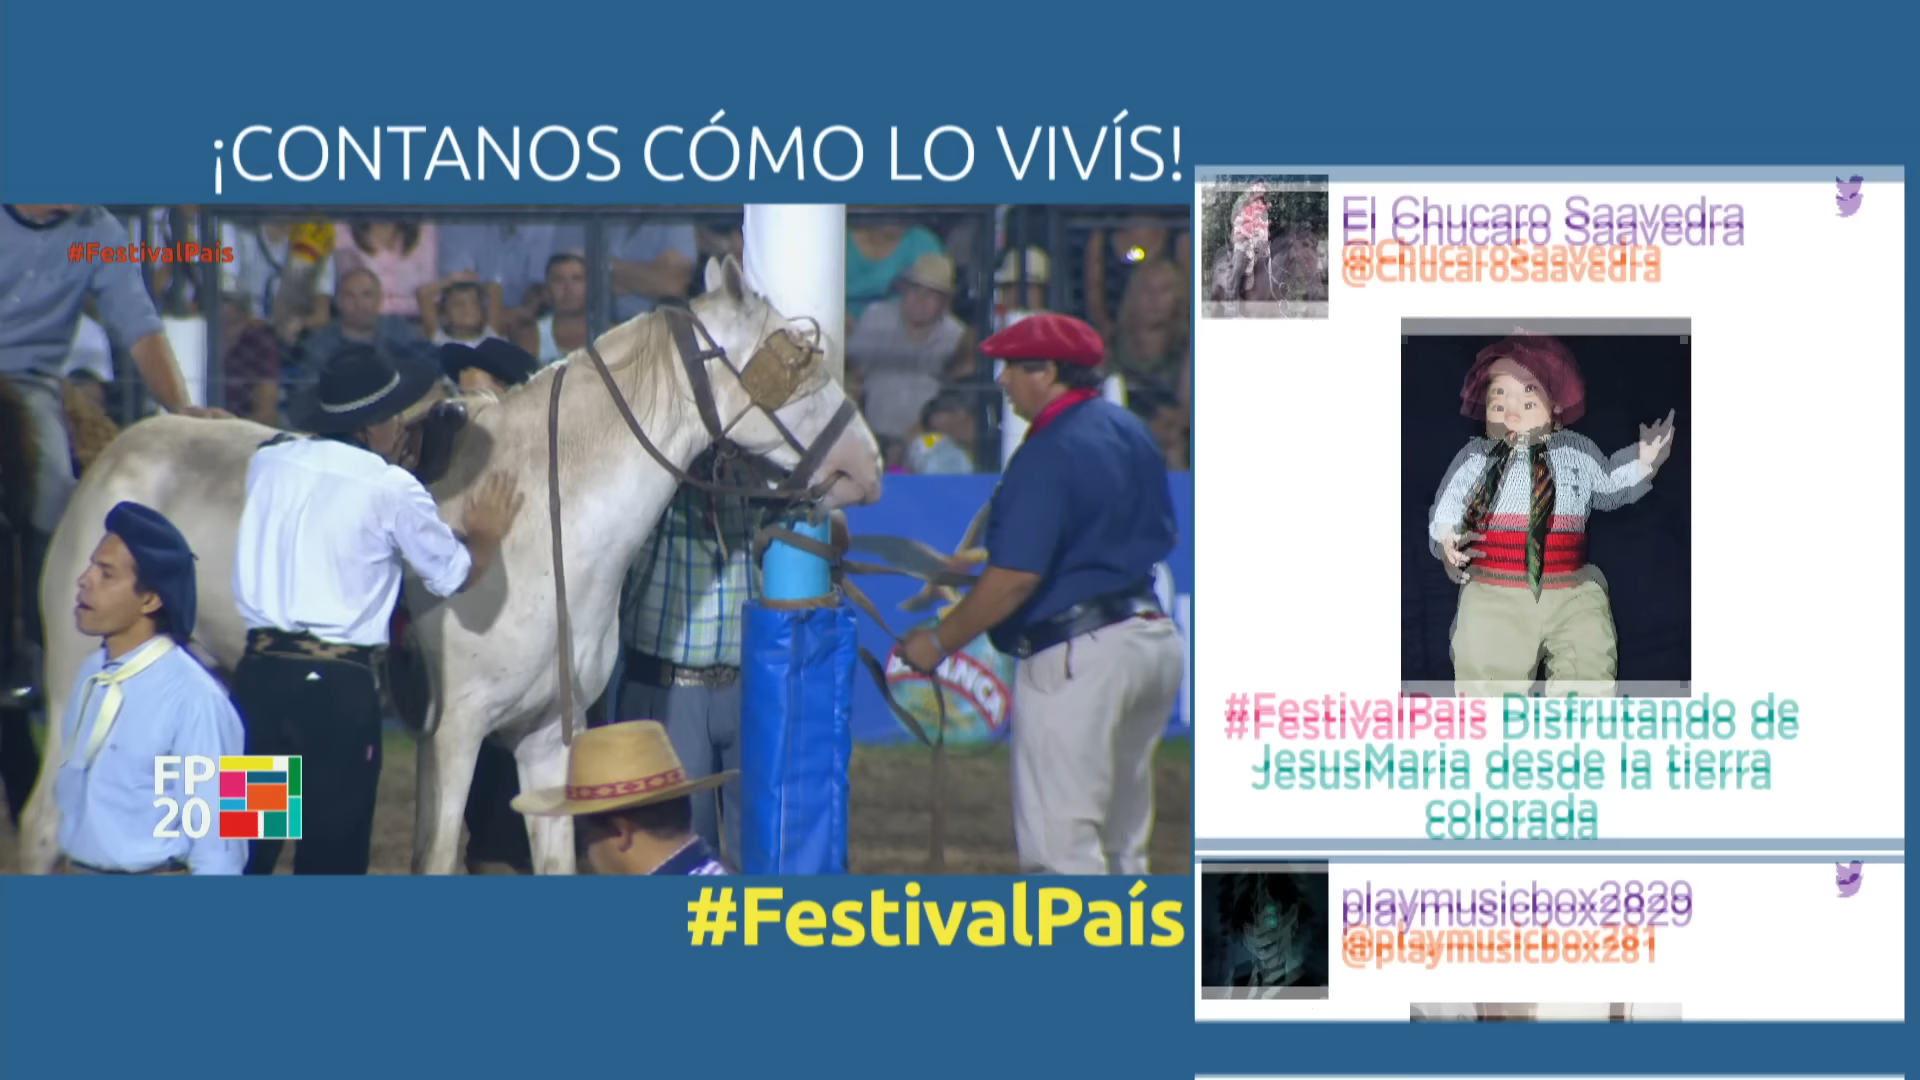 ¡CONTANOS CÓMO LO VIVÍS!
#FestivalPais
FP
20
#FestivalPaís
El Chucaro Saavedra
@ChucaroSaavedra
#FestivalPais Disfrutando de
JesusMaria desde la tierra
colorada
playmusicbox2829
@playmusicbox281